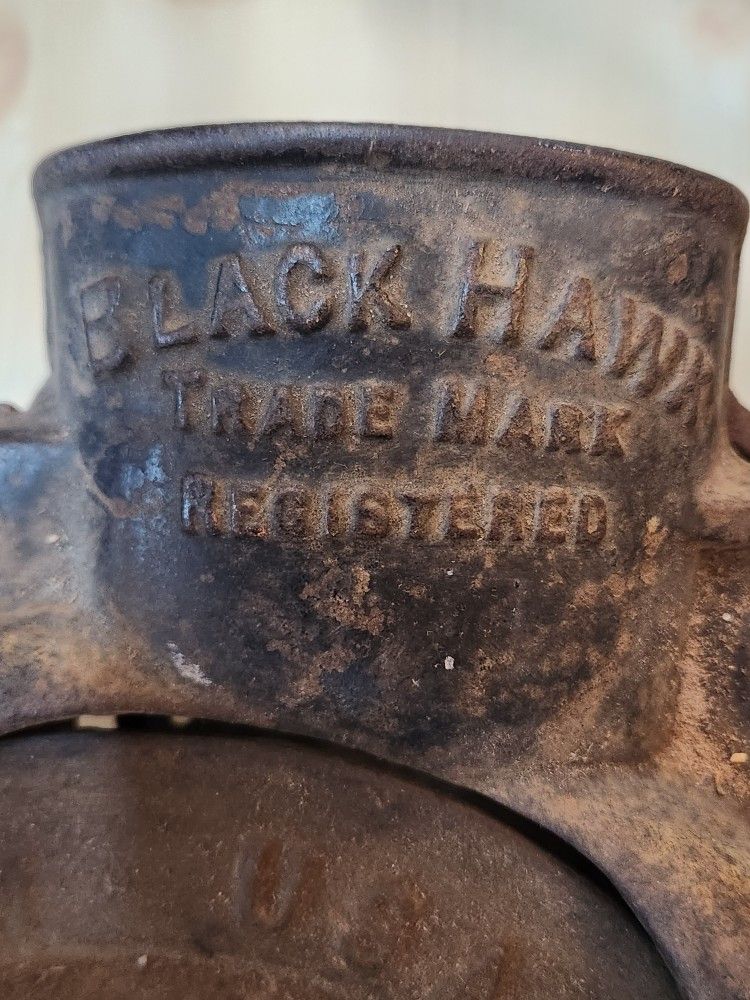 BLACK HAWK
TRADE MARK
REGISTERED
U.S.